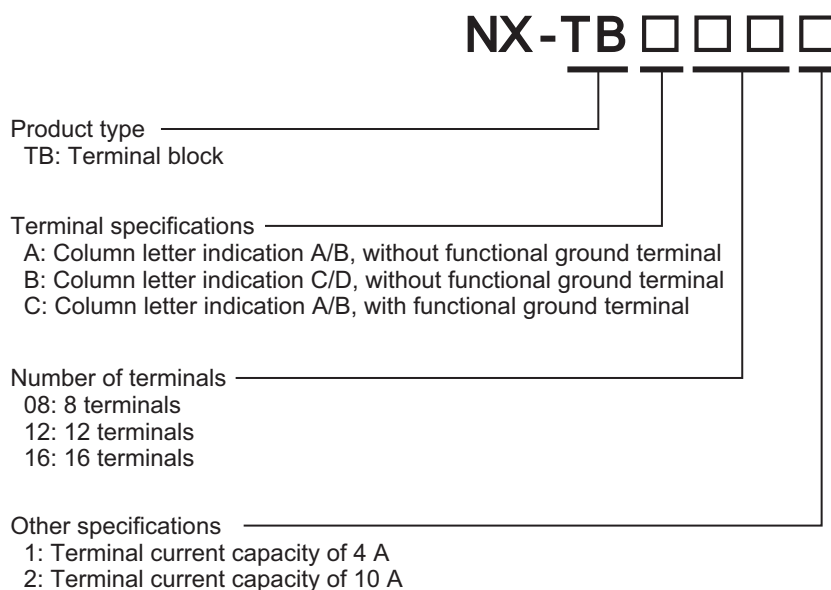 NX-TB□□□□
Product type
TB: Terminal block
Terminal specifications
A: Column letter indication A/B, without functional ground terminal
B: Column letter indication C/D, without functional ground terminal
C: Column letter indication A/B, with functional ground terminal
Number of terminals
08: 8 terminals
12: 12 terminals
16: 16 terminals
Other specifications
1: Terminal current capacity of 4 A
2: Terminal current capacity of 10 A